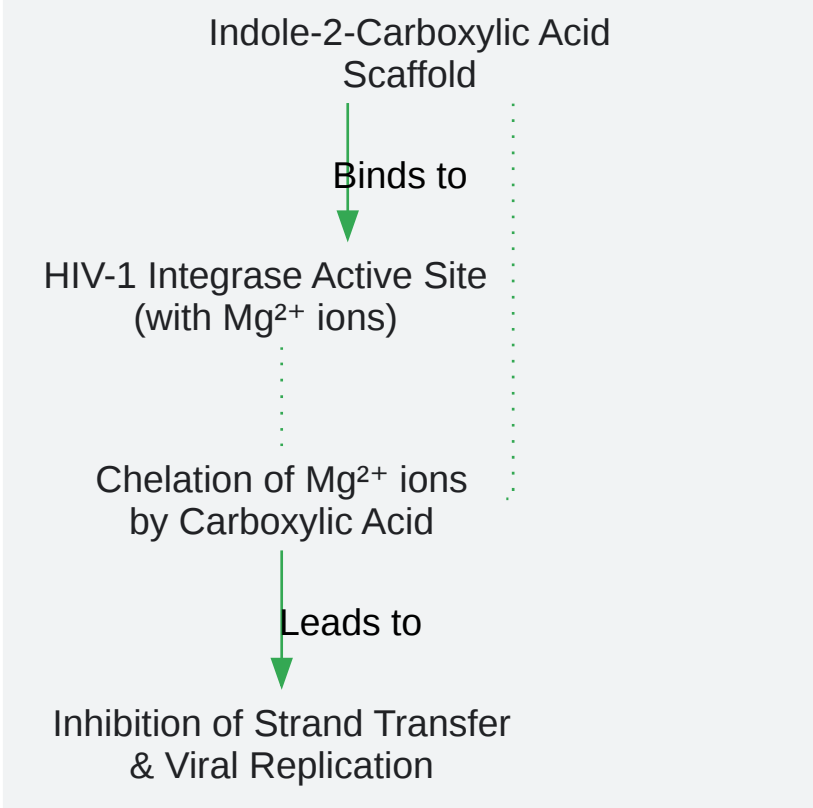 Indole-2-Carboxylic Acid
Scaffold
Binds to
HIV-1 Integrase Active Site
(with Mg²⁺ ions)
Chelation of Mg²⁺ ions
by Carboxylic Acid
Leads to
Inhibition of Strand Transfer
& Viral Replication